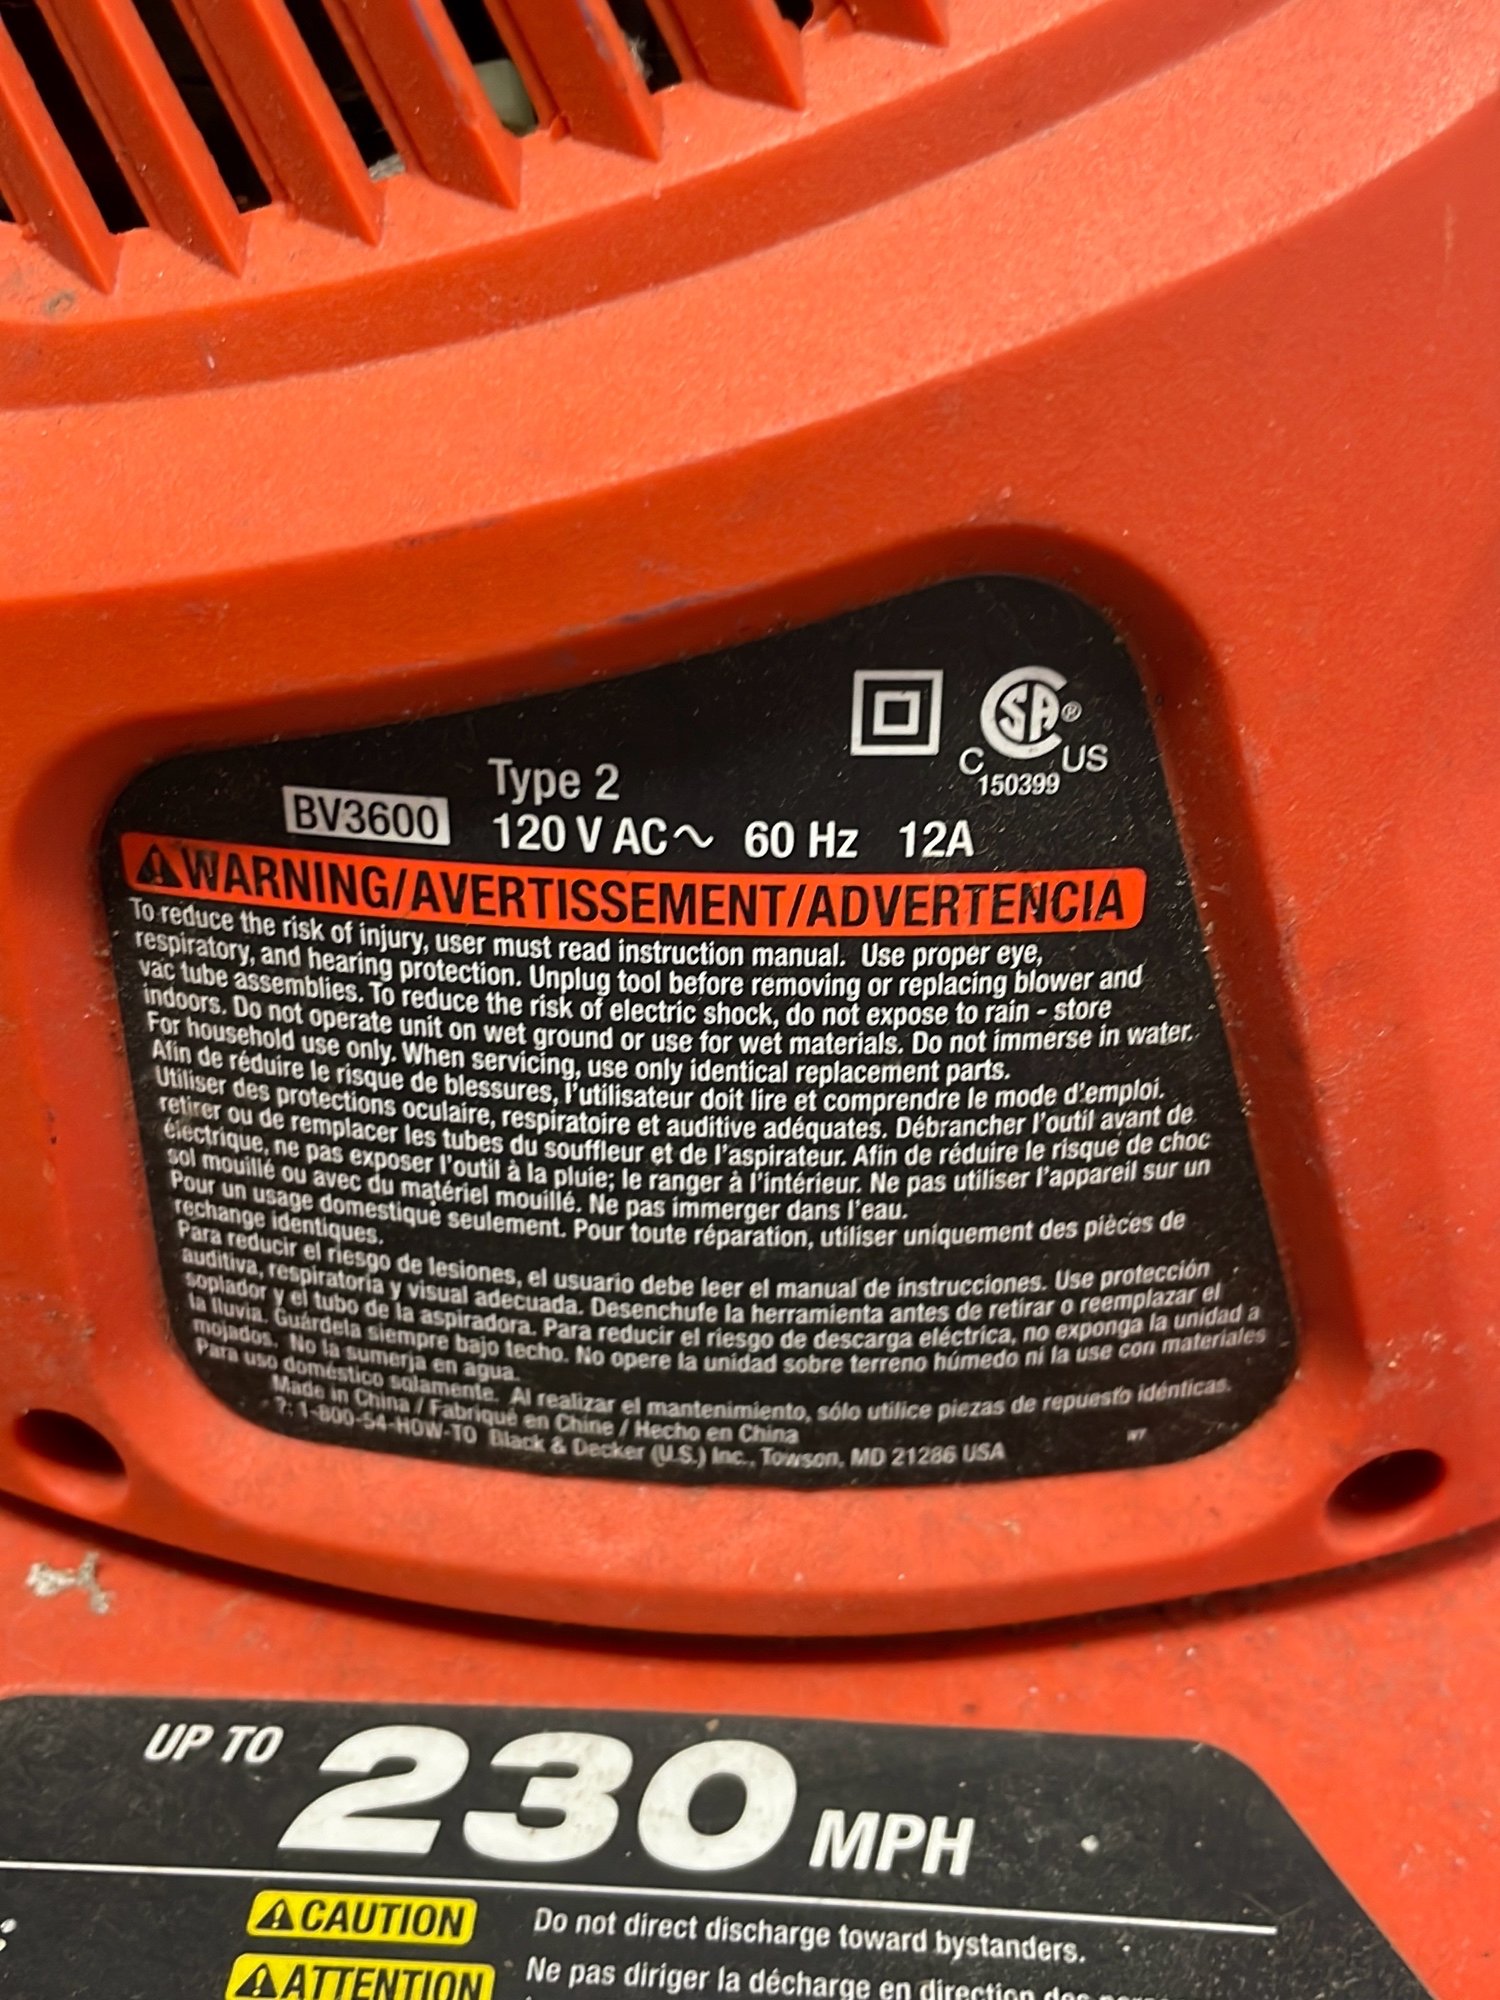 SA®
C US
150399
Type 2
BV3600 120 V AC~ 60 Hz 12A
WARNING/AVERTISSEMENT/ADVERTENCIA
To reduce the risk of injury, user must read instruction manual. Use proper eye,
respiratory, and hearing protection. Unplug tool before removing or replacing blower and
vac tube assemblies. To reduce the risk of electric shock, do not expose to rain - store
indoors. Do not operate unit on wet ground or use for wet materials. Do not immerse in water.
For household use only. When servicing, use only identical replacement parts.
Afin de réduire le risque de blessures, l'utilisateur doit lire et comprendre le mode d'emploi.
Utiliser des protections oculaire, respiratoire et auditive adéquates. Débrancher l'outil avant de
retirer ou de remplacer les tubes du souffleur et de l'aspirateur. Afin de réduire le risque de choc
électrique, ne pas exposer l'outil à la pluie; le ranger à l'intérieur. Ne pas utiliser l'appareil sur un
sol mouillé ou avec du matériel mouillé. Ne pas immerger dans l'eau.
Pour un usage domestique seulement. Pour toute réparation, utiliser uniquement des pièces de
rechange identiques.
Para reducir el riesgo de lesiones, el usuario debe leer el manual de instrucciones. Use protección
auditiva, respiratoria y visual adecuada. Desenchufe la herramienta antes de retirar o reemplazar el
soplador y el tubo de la aspiradora. Para reducir el riesgo de descarga eléctrica, no exponga la unidad a
la lluvia. Guárdela siempre bajo techo. No opere la unidad sobre terreno húmedo ni la use con materiales
mojados. No la sumerja en agua.
Para uso doméstico solamente. Al realizar el mantenimiento, sólo utilice piezas de repuesto idénticas.
Made in China / Fabriqué en Chine / Hecho en China
?: 1-800-54-HOW-TO Black & Decker (U.S.) Inc., Towson, MD 21286 USA
UP TO 230 MPH
CAUTION Do not direct discharge toward bystanders.
ATTENTION Ne pas diriger la décharge en direction des